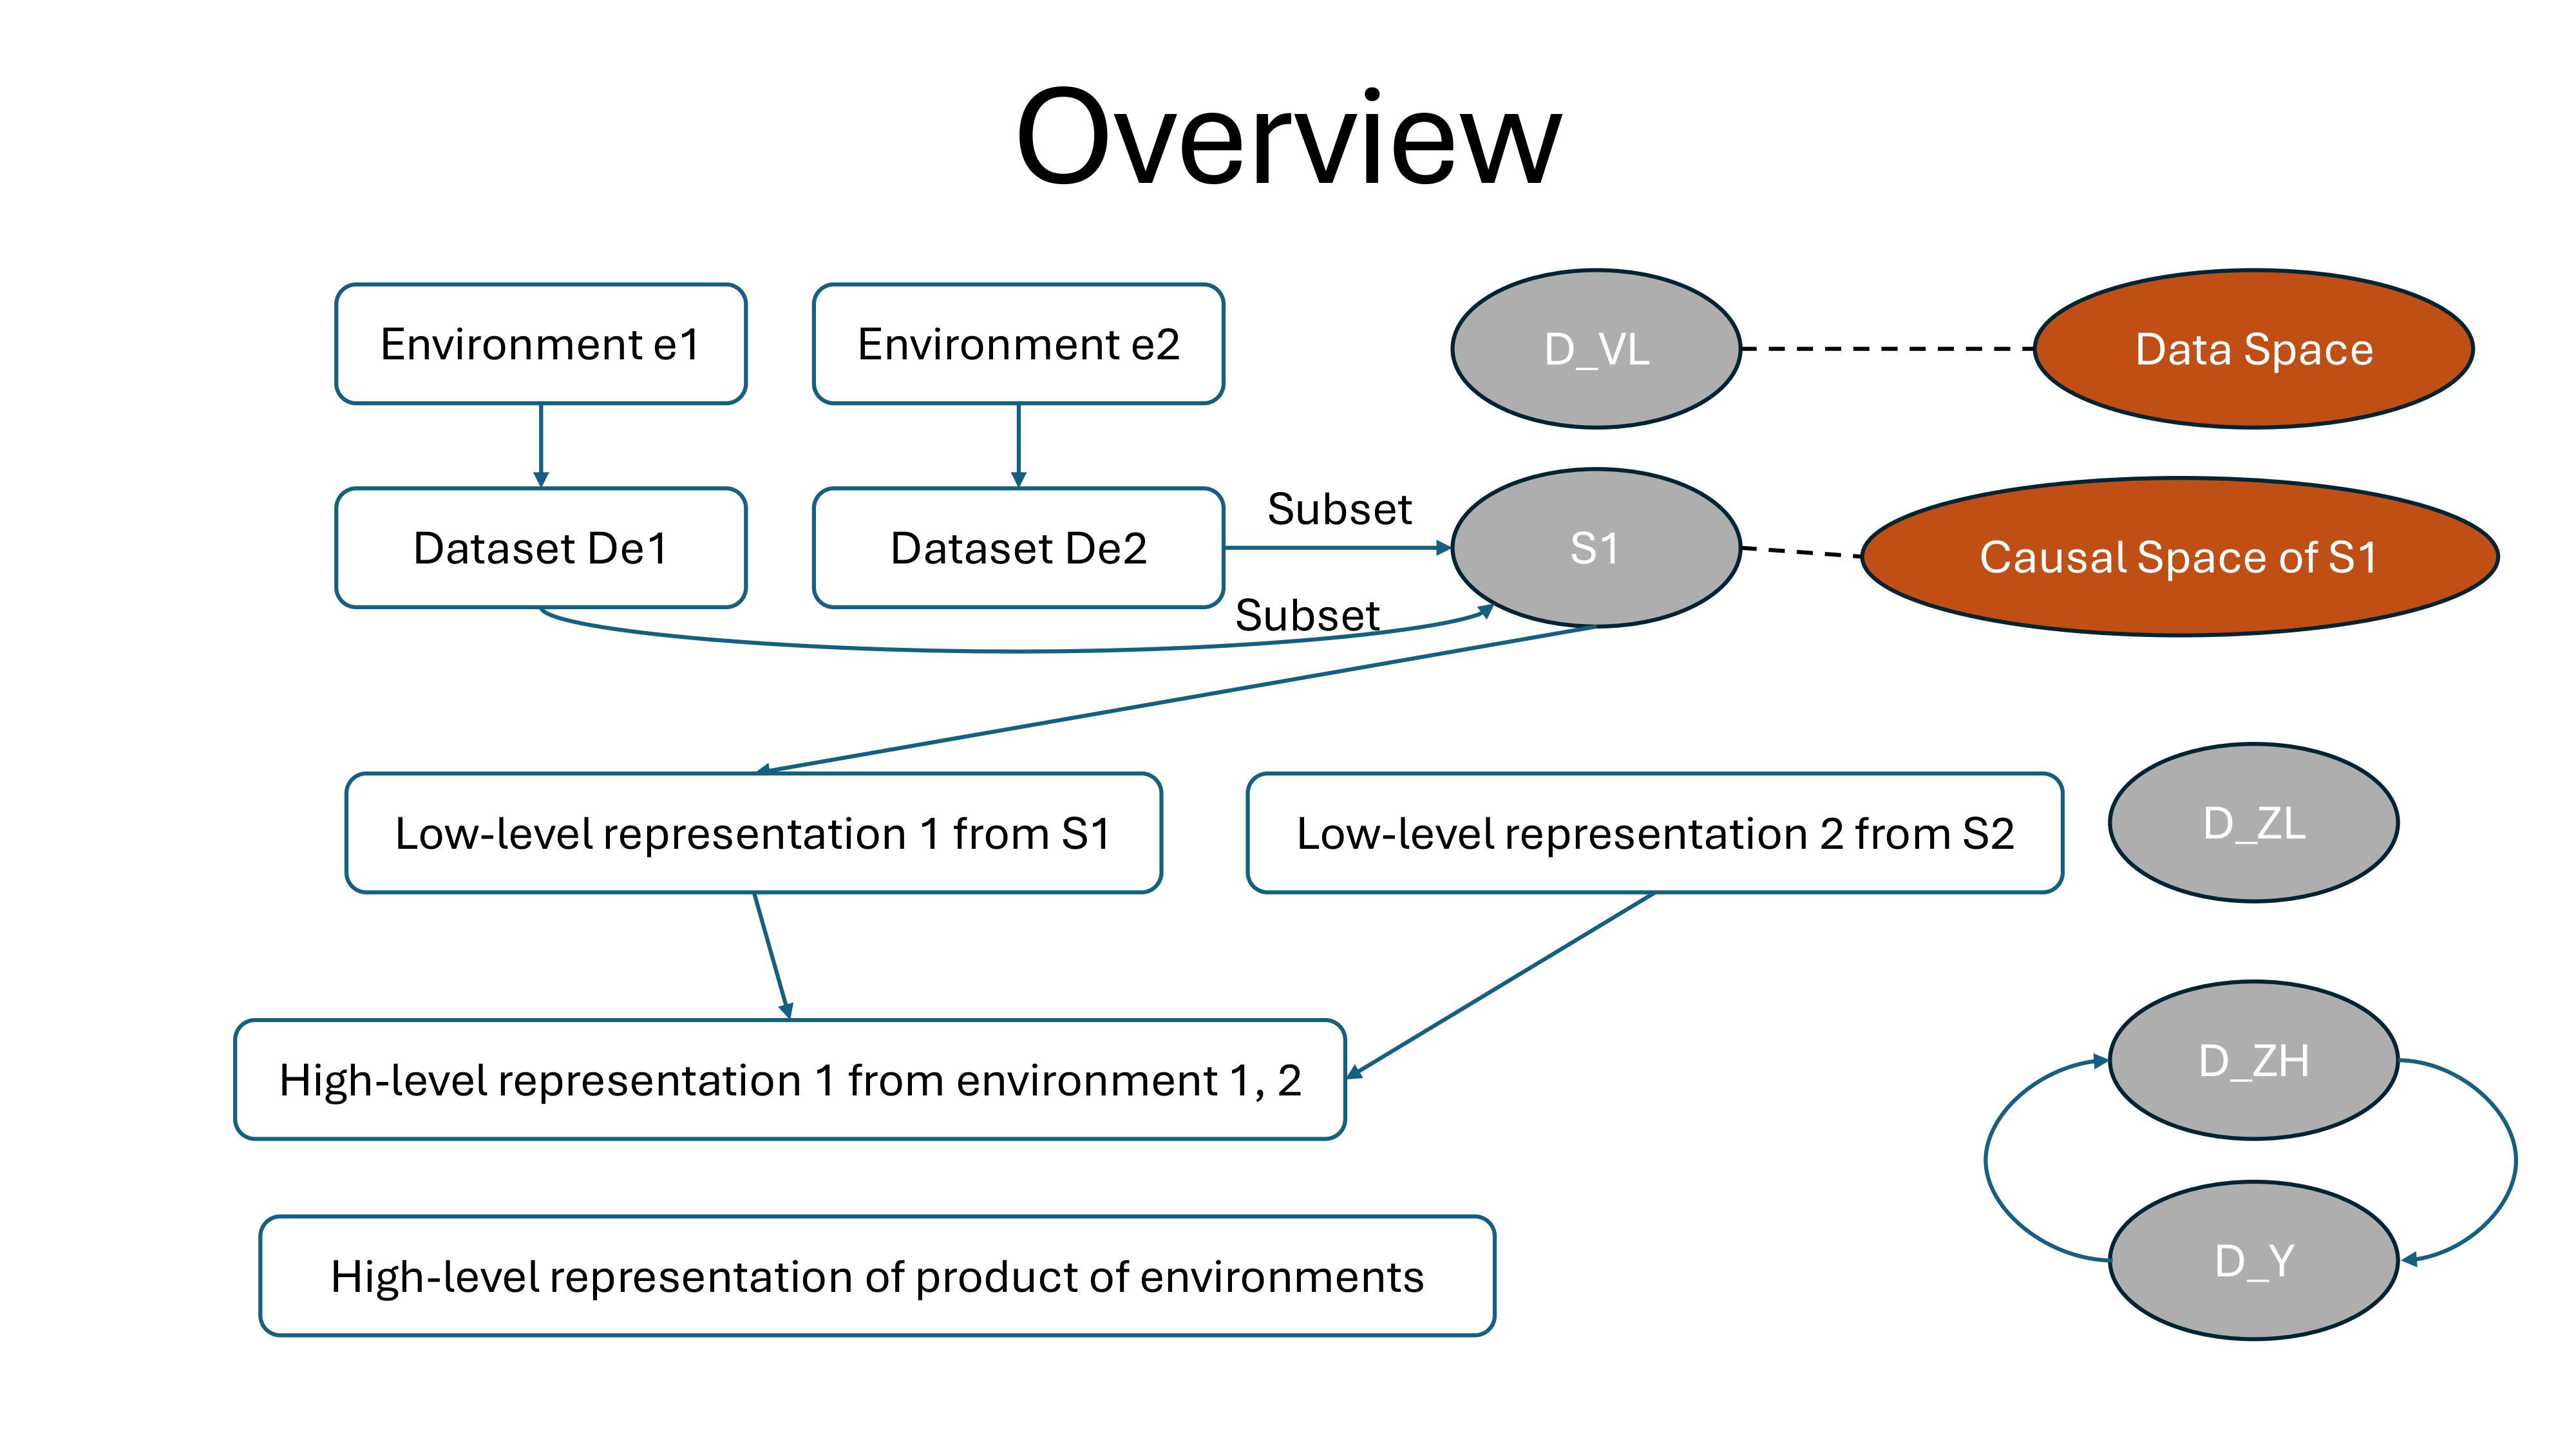 Overview
Environment e1
Environment e2
D_VL
Data Space
Dataset De1
Dataset De2
Subset
S1
Causal Space of S1
Subset
Low-level representation 1 from S1
Low-level representation 2 from S2
D_ZL
High-level representation 1 from environment 1, 2
D_ZH
High-level representation of product of environments
D_Y